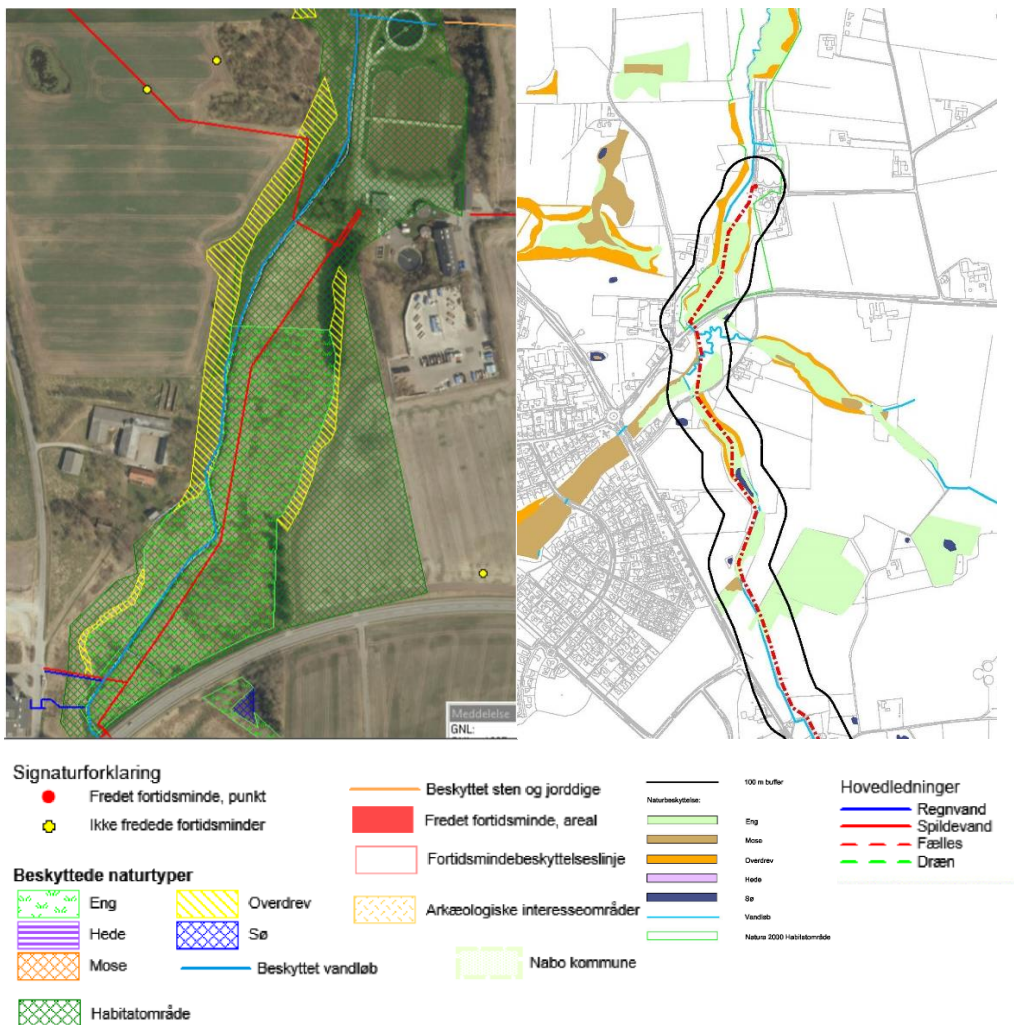 Meddelelse
GNL:
Signaturforklaring
Fredet fortidsminde, punkt
Ikke fredede fortidsminder
Beskyttede naturtyper
Eng
Overdrev
Hede
Sø
Mose
Beskyttet vandløb
Habitatområde
Beskyttet sten og jorddige
Fredet fortidsminde, areal
Fortidsmindebeskyttelseslinje
Arkæologiske interesseområder
Nabo kommune
100 m buffer
Naturbeskyttelse:
Eng
Mose
Overdrev
Hede
Sø
Vandløb
Natura 2000 Habitatområde
Hovedledninger
Regnvand
Spildevand
Fælles
Dræn